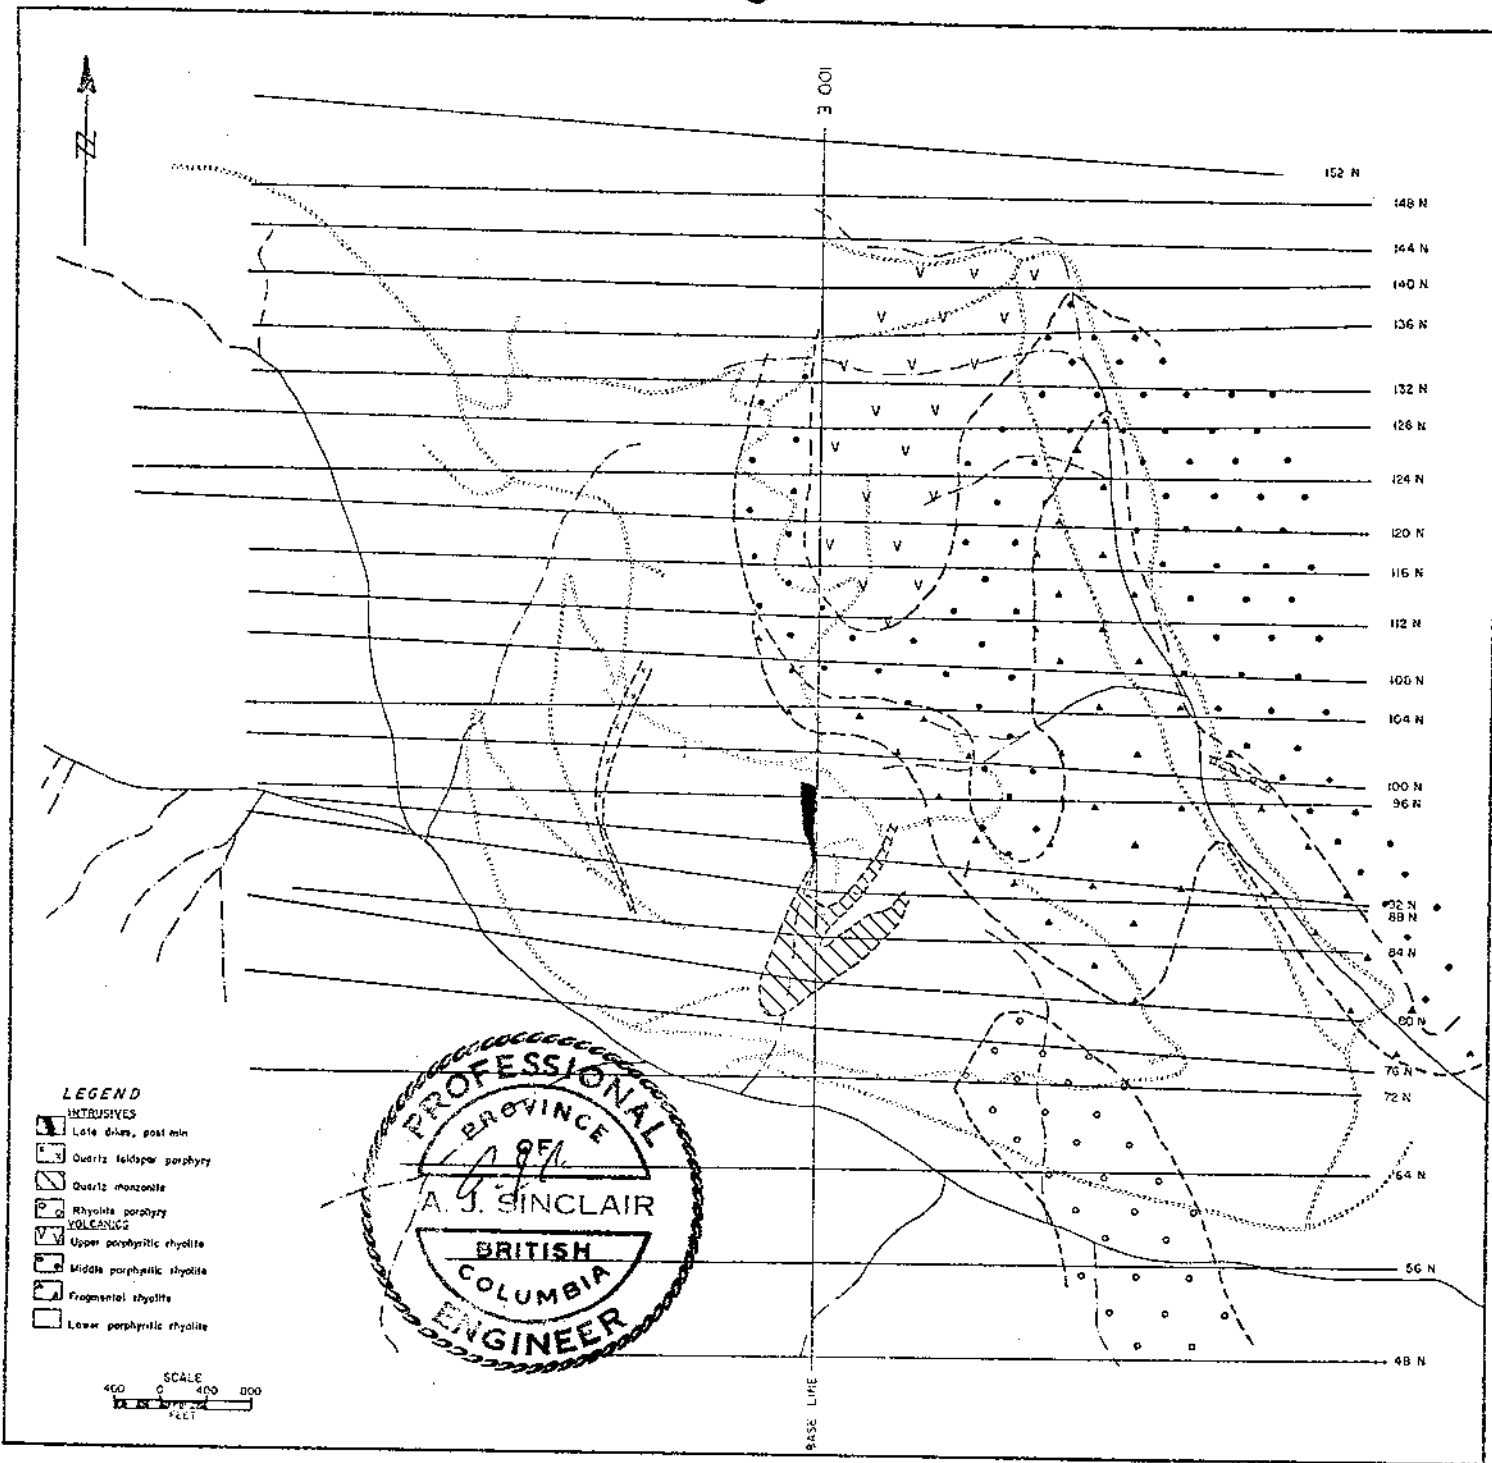 N
100 E
152 N
148 N
144 N
140 N
136 N
132 N
128 N
124 N
120 N
116 N
112 N
108 N
104 N
100 N
96 N
92 N
88 N
84 N
80 N
76 N
72 N
64 N
56 N
48 N
BASE LINE
LEGEND
INTRUSIVES
Late dikes, post min
Quartz feldspar porphyry
Quartz monzonite
Rhyolite porphyry
VOLCANICS
Upper porphyritic rhyolite
Middle porphyritic rhyolite
Fragmental rhyolite
Lower porphyritic rhyolite
SCALE
400 0 400 800
FEET
PROFESSIONAL
PROVINCE
OF
A. J. SINCLAIR
BRITISH
COLUMBIA
ENGINEER